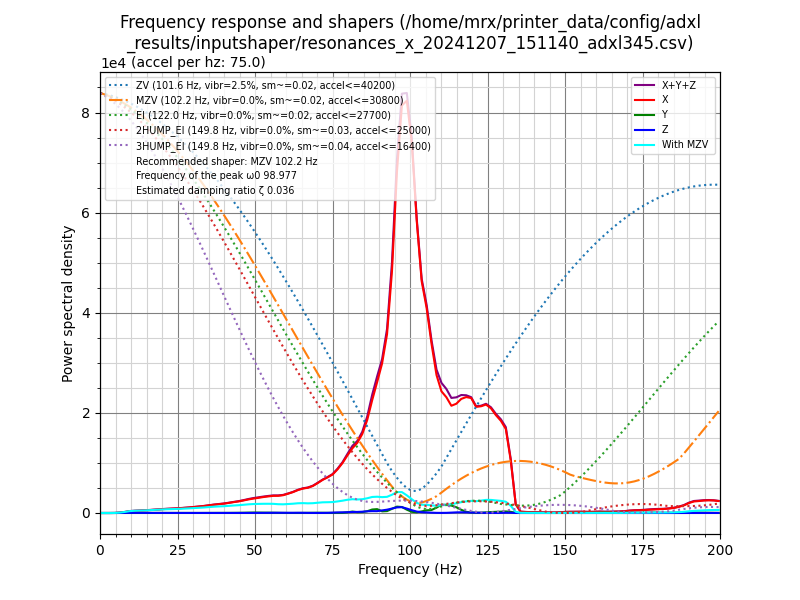 Frequency response and shapers (/home/mrx/printer_data/config/adxl
_results/inputshaper/resonances_x_20241207_151140_adxl345.csv)
1e4 (accel per hz: 75.0)
ZV (101.6 Hz, vibr=2.5%, sm~=0.02, accel<=40200)
MZV (102.2 Hz, vibr=0.0%, sm~=0.02, accel<=30800)
EI (122.0 Hz, vibr=0.0%, sm~=0.02, accel<=27700)
2HUMP_EI (149.8 Hz, vibr=0.0%, sm~=0.03, accel<=25000)
3HUMP_EI (149.8 Hz, vibr=0.0%, sm~=0.04, accel<=16400)
Recommended shaper: MZV 102.2 Hz
Frequency of the peak ω0 98.977
Estimated damping ratio ζ 0.036
X+Y+Z
X
Y
Z
With MZV
Power spectral density
8
6
4
2
0
0 25 50 75 100 125 150 175 200
Frequency (Hz)